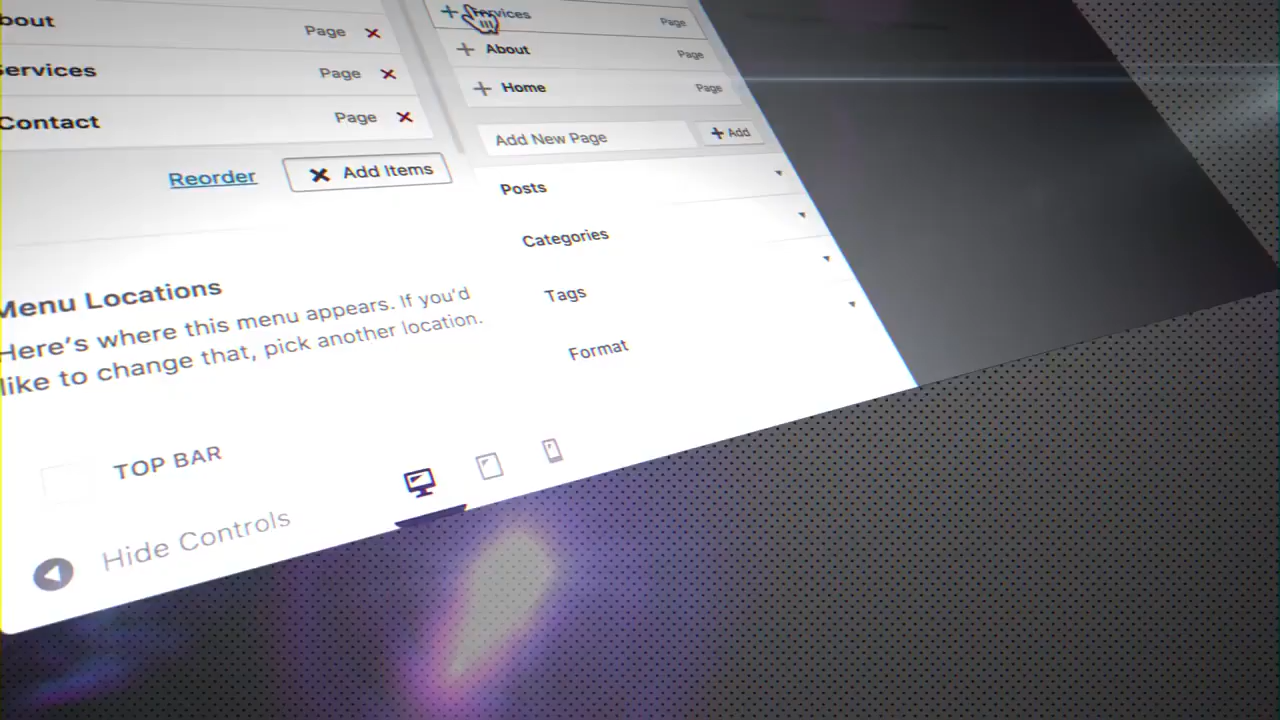 bout Page
ervices Page
Contact Page
Reorder Add Items
Menu Locations
Here's where this menu appears. If you'd
like to change that, pick another location.
TOP BAR
Hide Controls
Services Page
About Page
Home Page
Add New Page Add
Posts
Categories
Tags
Format